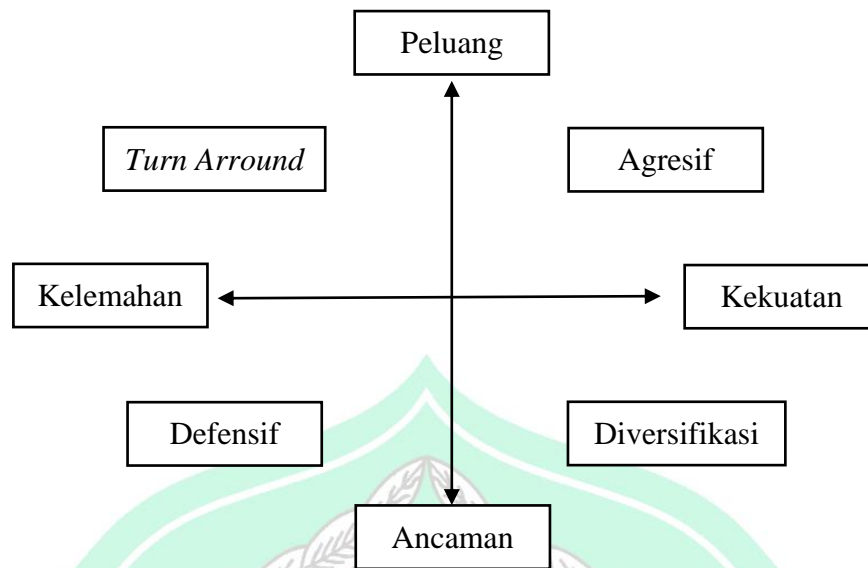 Peluang
Turn Arround
Agresif
Kelemahan
Kekuatan
Defensif
Diversifikasi
Ancaman